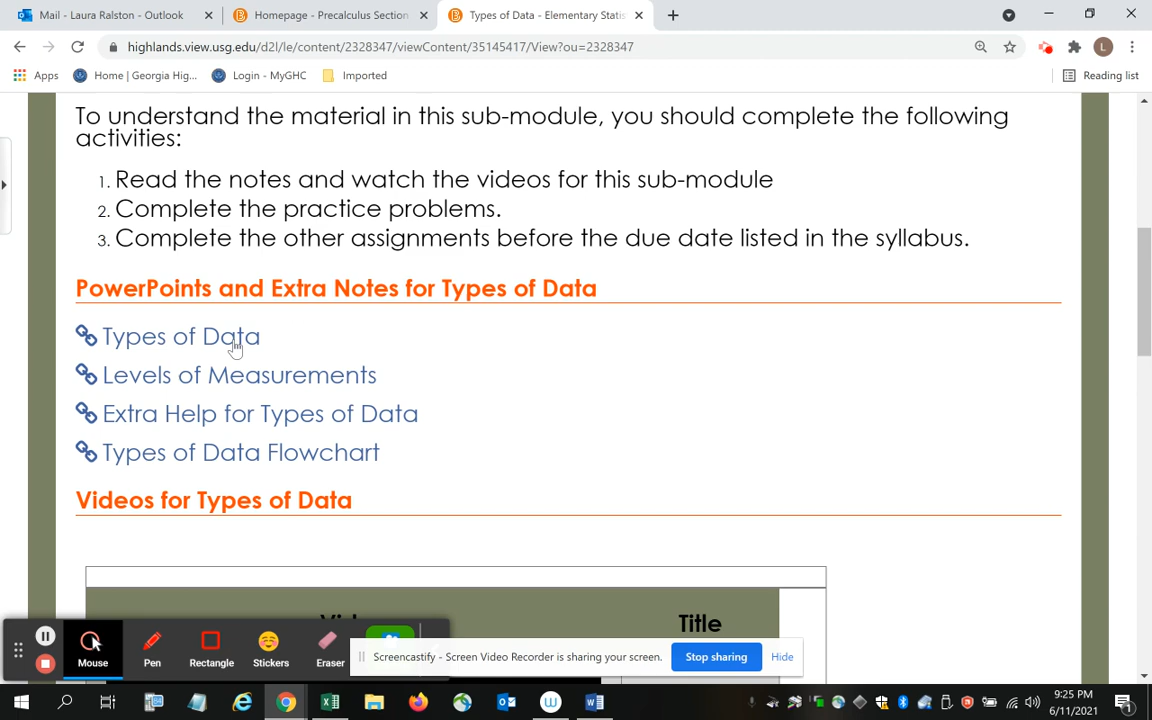 Mail - Laura Ralston - Outlook
Homepage - Precalculus Section
Types of Data - Elementary Statis
highlands.view.usg.edu/d2l/le/content/2328347/viewContent/35145417/View?ou=2328347
L
Apps
Home | Georgia Hig...
Login - MyGHC
Imported
Reading list
To understand the material in this sub-module, you should complete the following
activities:
1. Read the notes and watch the videos for this sub-module
2. Complete the practice problems.
3. Complete the other assignments before the due date listed in the syllabus.
PowerPoints and Extra Notes for Types of Data
Types of Data
Levels of Measurements
Extra Help for Types of Data
Types of Data Flowchart
Videos for Types of Data
Title
Mouse
Pen
Rectangle
Stickers
Eraser
Screencastify - Screen Video Recorder is sharing your screen.
Stop sharing
Hide
9:25 PM
6/11/2021
1